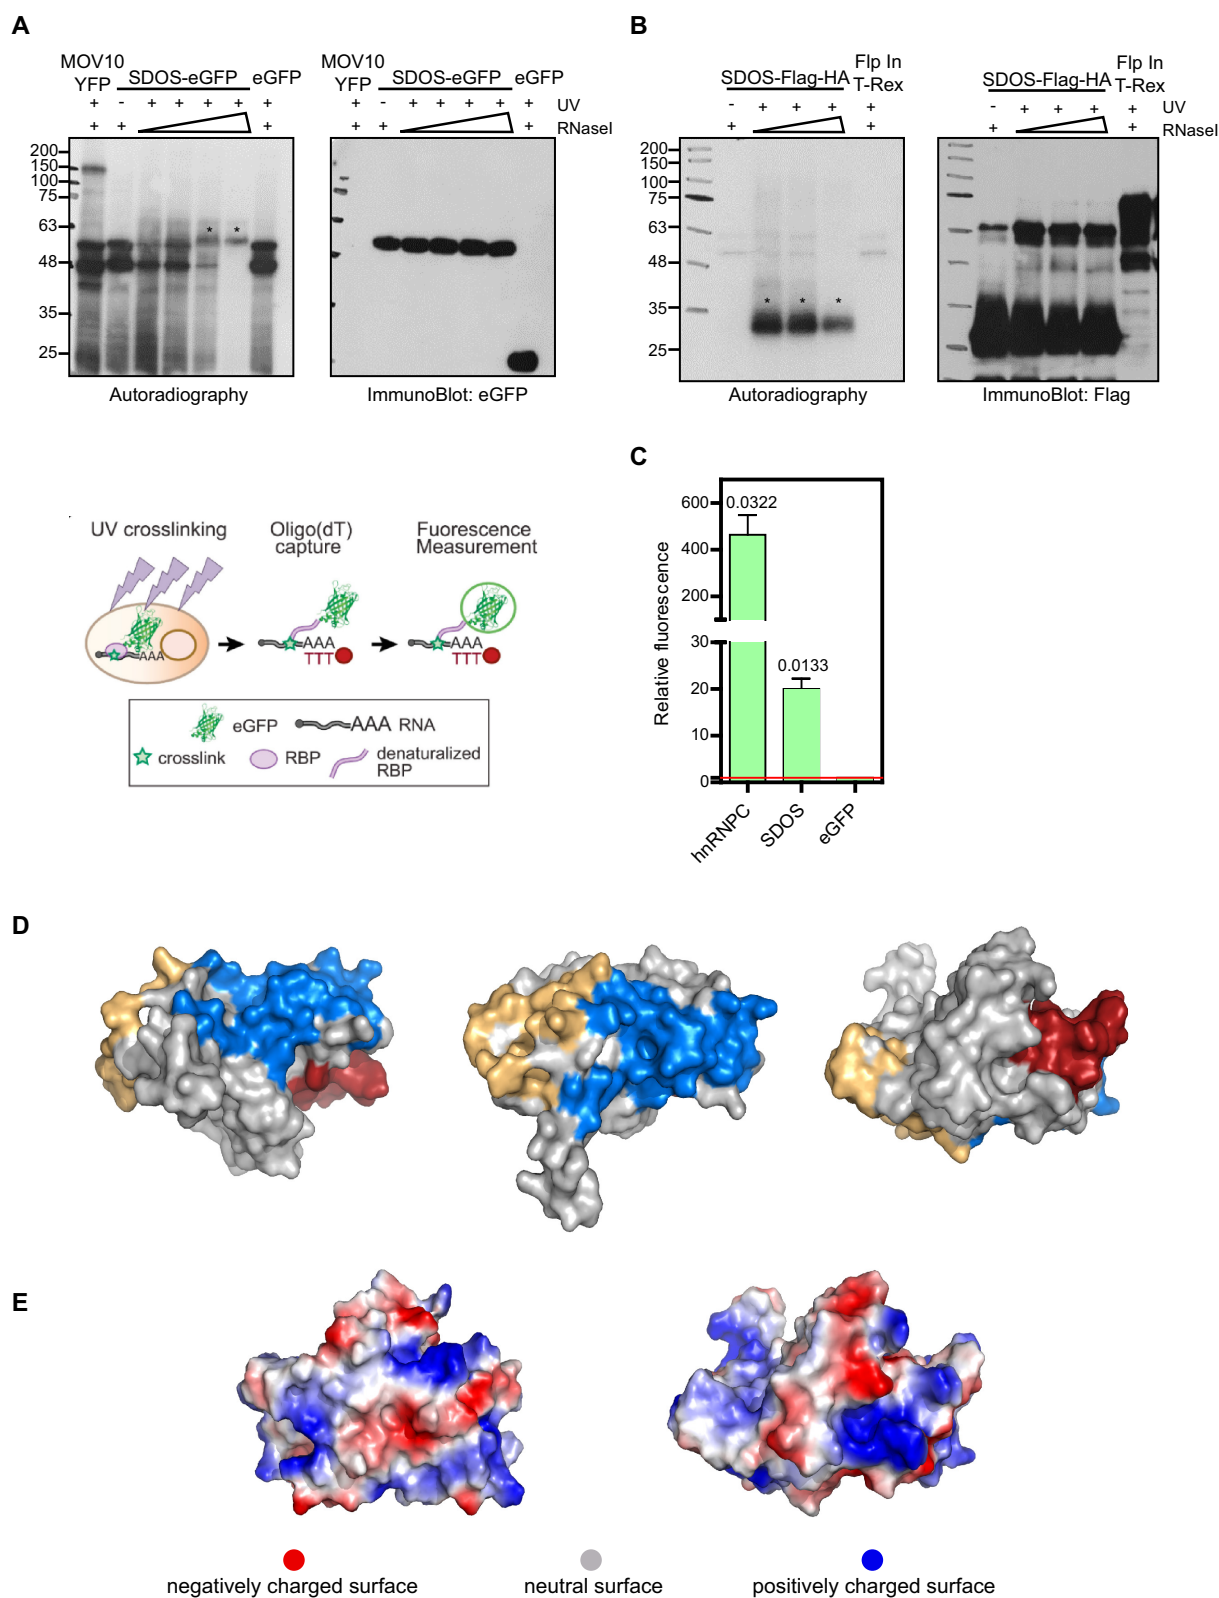 A
MOV10
YFP
SDOS-eGFP
eGFP
+ - + + + + +
+ + +
200
150
100
75
63
48
35
25
Autoradiography
MOV10
YFP
SDOS-eGFP
eGFP
+ - + + + + + UV
+ + + RNaseI
ImmunoBlot: eGFP
* *
B
SDOS-Flag-HA
Flp In
T-Rex
- + + + +
+ +
200
150
100
75
63
48
35
25
* * *
Autoradiography
SDOS-Flag-HA
Flp In
T-Rex
- + + + + UV
+ + RNaseI
ImmunoBlot: Flag
UV crosslinking
Oligo(dT)
capture
Fuorescence
Measurement
AAA
AAA
TTT
AAA
TTT
eGFP
AAA RNA
crosslink
RBP
denaturalized
RBP
C
Relative fluorescence
600
400
200
30
20
10
0
0.0322
0.0133
hnRNPC
SDOS
eGFP
D
E
negatively charged surface
neutral surface
positively charged surface